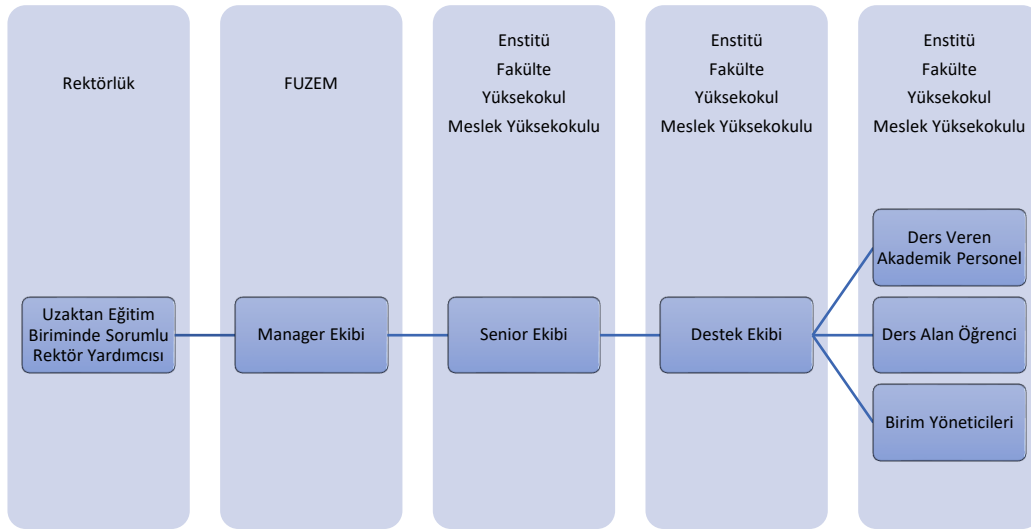 Rektörlük
FUZEM
Enstitü
Fakülte
Yüksekokul
Meslek Yüksekokulu
Enstitü
Fakülte
Yüksekokul
Meslek Yüksekokulu
Enstitü
Fakülte
Yüksekokul
Meslek Yüksekokulu
Uzaktan Eğitim
Biriminde Sorumlu
Rektör Yardımcısı
Manager Ekibi
Senior Ekibi
Destek Ekibi
Ders Veren
Akademik Personel
Ders Alan Öğrenci
Birim Yöneticileri